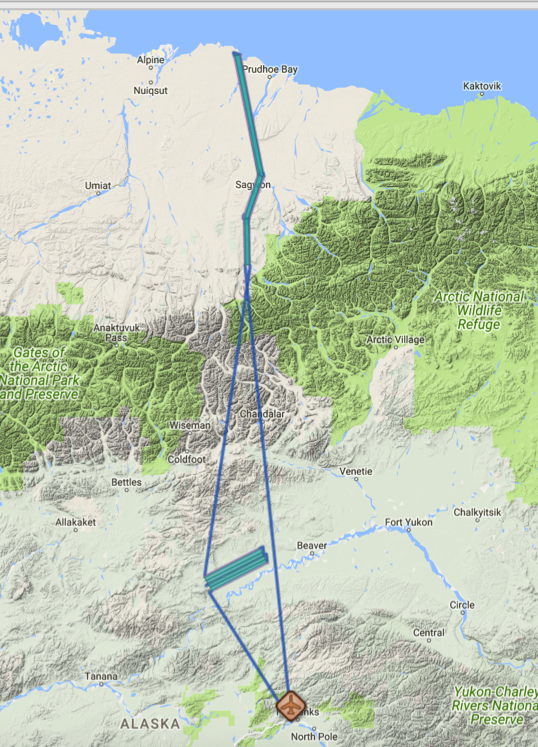 Alpine
Prudhoe Bay
Nuiqsut
Kaktovik
Umiat
Arctic National
Wildlife
Refuge
Anaktuvuk
Pass
Arctic Village
Gates of
the Arctic
National Park
and Preserve
Chandalar
Wiseman
Coldfoot
Venetie
Bettles
Chalkyitsik
Allakaket
Fort Yukon
Beaver
Circle
Central
Tanana
Yukon-Charley
Rivers National
Preserve
ALASKA
North Pole